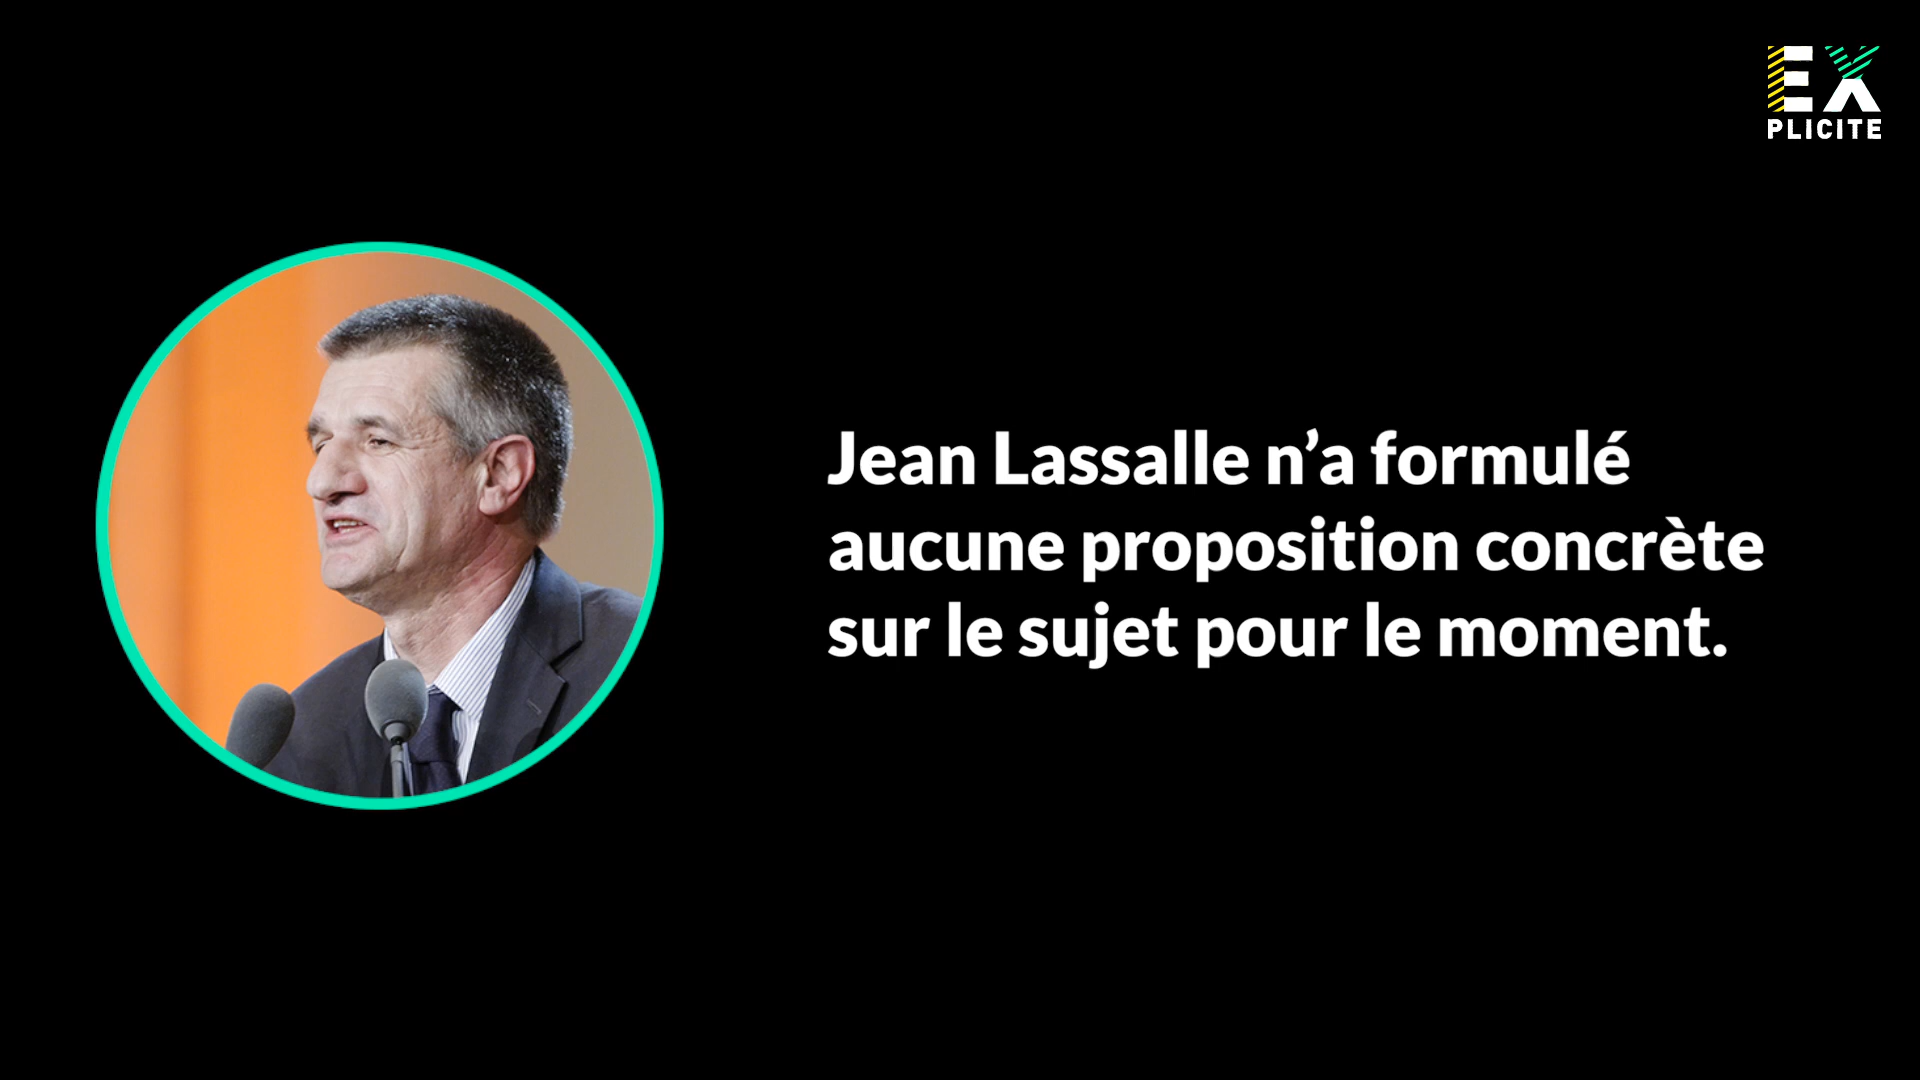 EX
PLICITE
Jean Lassalle n’a formulé
aucune proposition concrète
sur le sujet pour le moment.